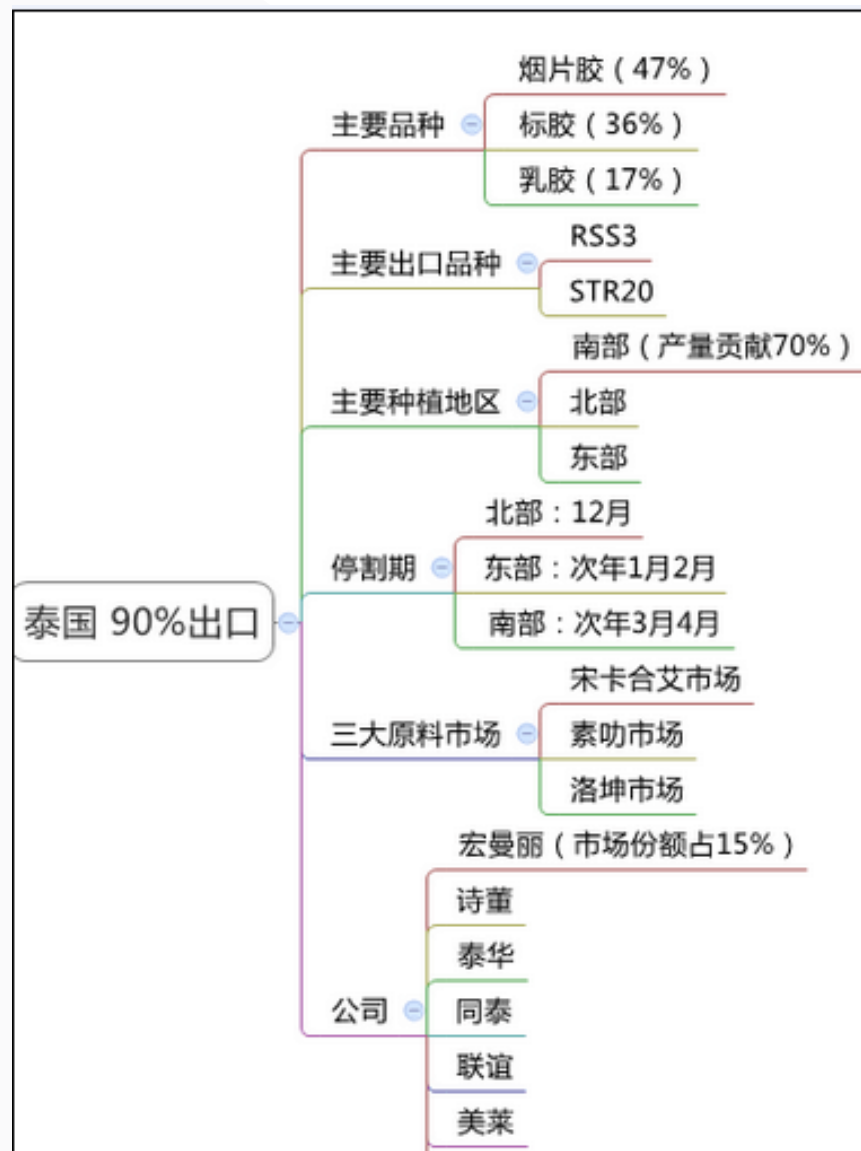 泰国 90%出口
主要品种
烟片胶（47%）
标胶（36%）
乳胶（17%）
主要出口品种
RSS3
STR20
主要种植地区
南部（产量贡献70%）
北部
东部
停割期
北部：12月
东部：次年1月2月
南部：次年3月4月
三大原料市场
宋卡合艾市场
素叻市场
洛坤市场
公司
宏曼丽（市场份额占15%）
诗董
泰华
同泰
联谊
美莱